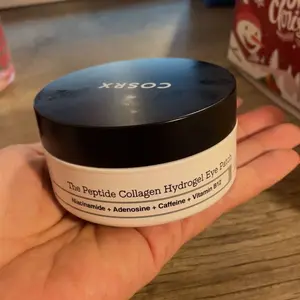 COSRX
The Peptide Collagen Hydrogel Eye Patch
Niacinamide + Adenosine + Caffeine + Vitamin B12